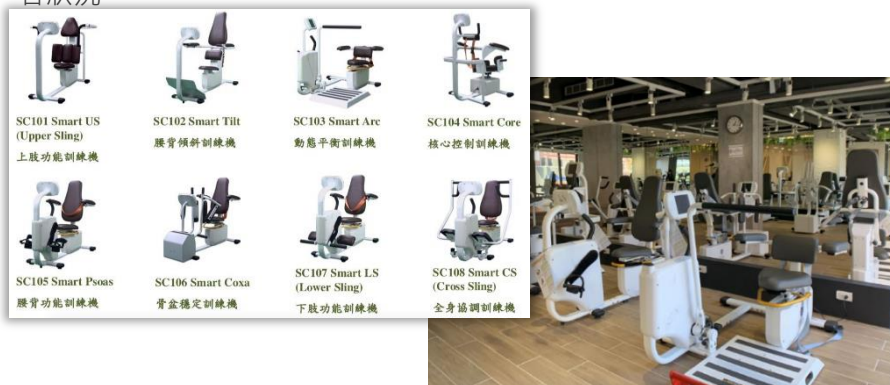 SC101 Smart US
(Upper Sling)
上肢功能訓練機
SC102 Smart Tilt
腰背傾斜訓練機
SC103 Smart Arc
動態平衡訓練機
SC104 Smart Core
核心控制訓練機
SC105 Smart Psoas
腰背功能訓練機
SC106 Smart Coxa
骨盆穩定訓練機
SC107 Smart LS
(Lower Sling)
下肢功能訓練機
SC108 Smart CS
(Cross Sling)
全身協調訓練機